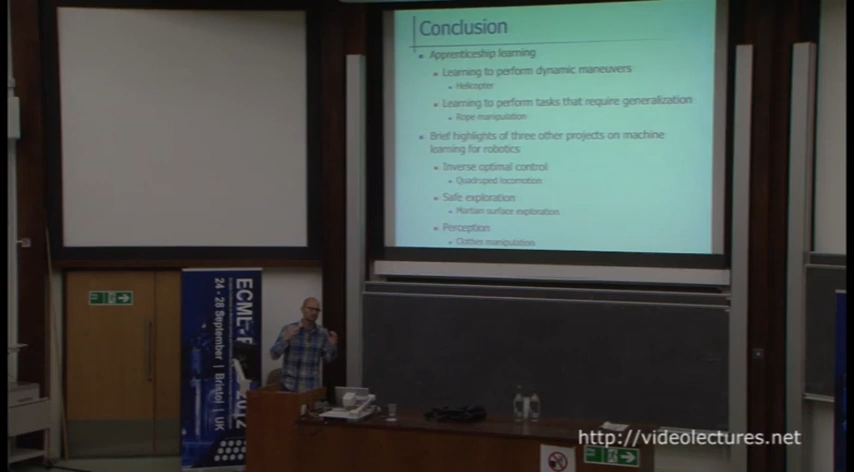 Conclusion
Apprenticeship learning
Learning to perform dynamic maneuvers
Helicopter
Learning to perform tasks that require generalization
Rope manipulation
Brief highlights of three other projects on machine
learning for robotics
Inverse optimal control
Quadruped locomotion
Safe exploration
Martian surface exploration
Perception
Clothes manipulation
ECML-P
2012
24 - 28 September | Bristol | UK
http://videolectures.net